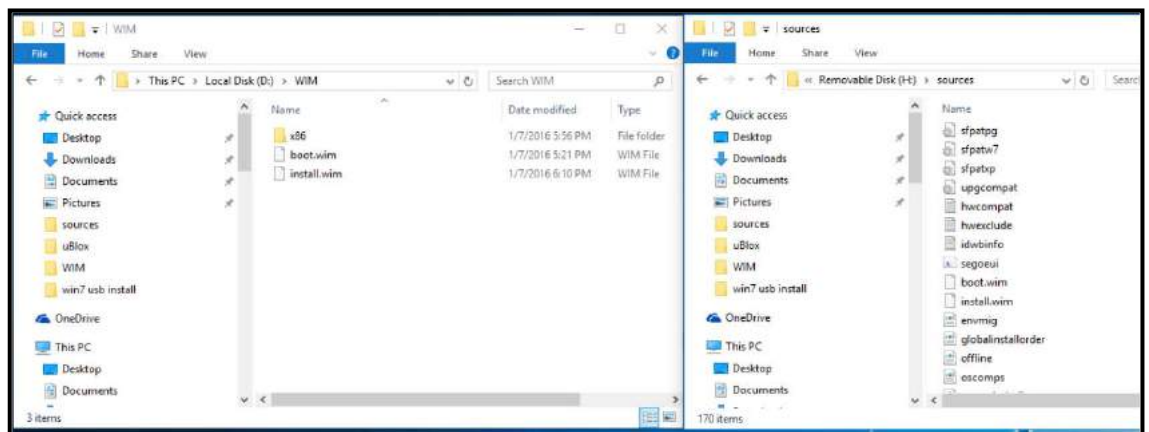 WIM
File Home Share View
This PC > Local Disk (D:) > WIM
Search WIM
Quick access
Desktop
Downloads
Documents
Pictures
sources
uBlox
WIM
win7 usb install
OneDrive
This PC
Desktop
Documents
Name Date modified Type
x86 1/7/2016 5:56 PM File folder
boot.wim 1/7/2016 5:21 PM WIM File
install.wim 1/7/2016 6:10 PM WIM File
3 items
sources
File Home Share View
« Removable Disk (H:) > sources
Searc
Quick access
Desktop
Downloads
Documents
Pictures
sources
uBlox
WIM
win7 usb install
OneDrive
This PC
Desktop
Documents
Name
sfpatpg
sfpatw7
sfpatxp
upgcompat
hwcompat
hwexclude
idwbinfo
segoeui
boot.wim
install.wim
envmig
globalinstallorder
offline
oscomps
170 items